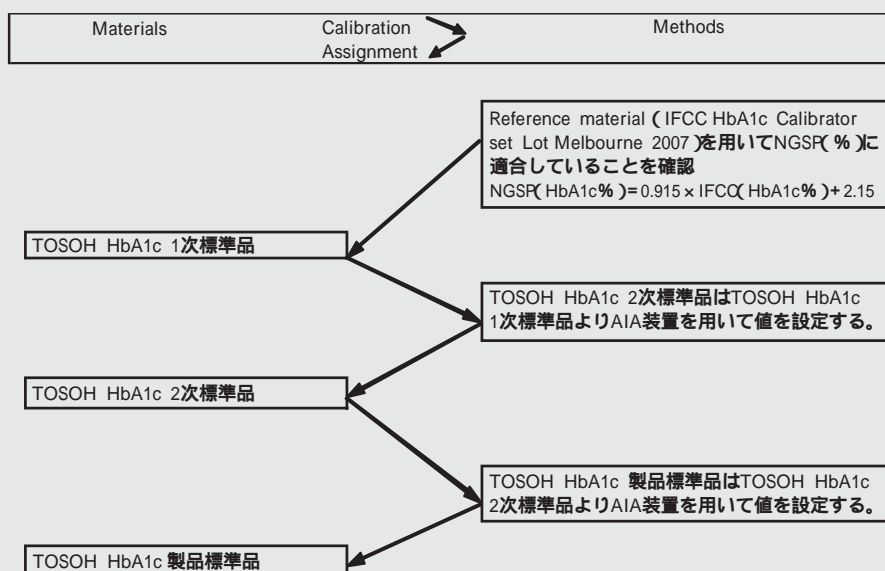 Materials Calibration Methods
Assignment
Reference material(IFCC HbA1c Calibrator
set Lot Melbourne 2007)を用いてNGSP(%)に
適合していることを確認
NGSP(HbA1c%)=0.915×IFCC(HbA1c%)+2.15
TOSOH HbA1c 1次標準品
TOSOH HbA1c 2次標準品はTOSOH HbA1c
1次標準品よりAIA装置を用いて値を設定する。
TOSOH HbA1c 2次標準品
TOSOH HbA1c 製品標準品はTOSOH HbA1c
2次標準品よりAIA装置を用いて値を設定する。
TOSOH HbA1c 製品標準品